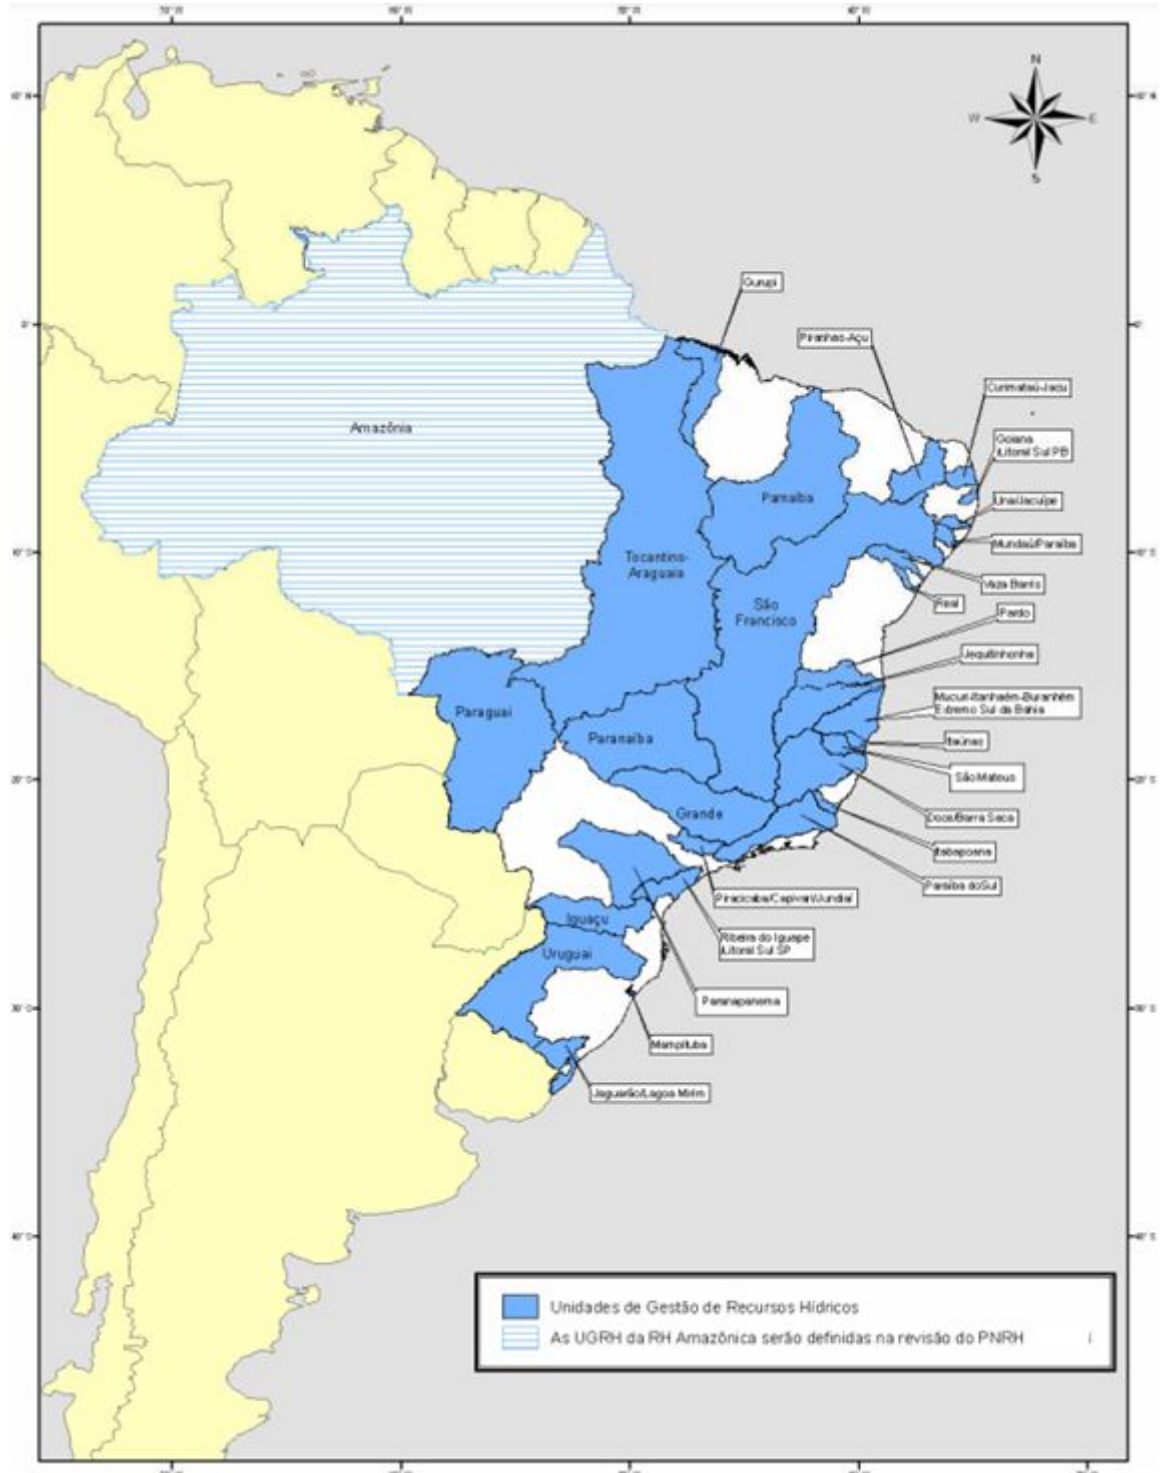 N
W
E
S
Gurupi
Piranhas-Açu
Curimataú-Jacu
Goiana
/Litoral Sul PB
Amazônia
Parnaíba
Una/Jacuípe
Mundaú/Paraíba
Tocantins-
Araguaia
Vaza Barris
Real
São
Francisco
Pardo
Jequitinhonha
Mucuri-Itanhaém-Buranhém
Extremo Sul da Bahia
Paraguai
Paranaíba
Itaúnas
São Mateus
Grande
Doce/Barra Seca
Itabapoana
Paraíba do Sul
Piracicaba/Capivari/Jundiaí
Iguaçu
Ribeira do Iguape
/Litoral Sul SP
Uruguai
Paranapanema
Mampituba
Jaguarão/Lagoa Mirim
Unidades de Gestão de Recursos Hídricos
As UGRH da RH Amazônica serão definidas na revisão do PNRH